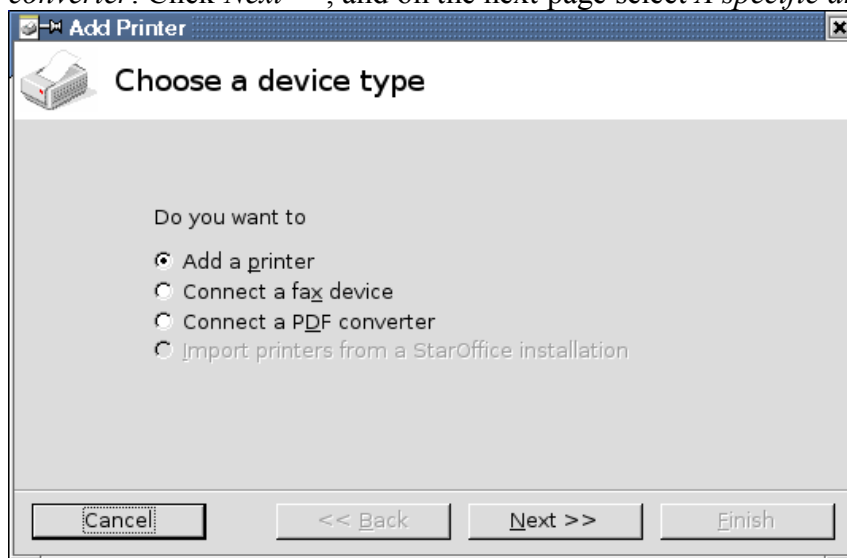 converter. Click Next
, and on the next page select A specific
Add Printer
Choose a device type
Do you want to
Add a printer
Connect a fax device
Connect a PDF converter
Import printers from a StarOffice installation
Cancel
<< Back
Next >>
Finish